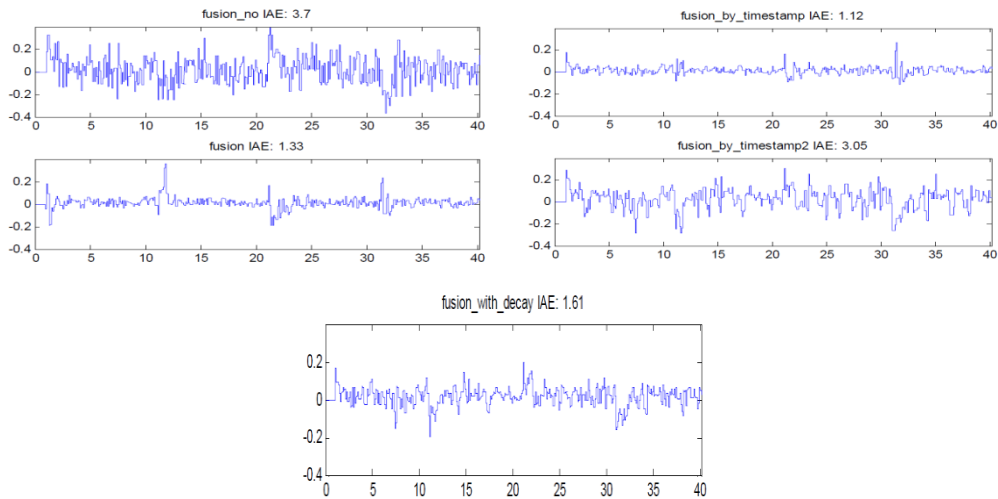 fusion_no IAE: 3.7
0.2
0
-0.2
-0.4
0 5 10 15 20 25 30 35 40
fusion_by_timestamp IAE: 1.12
0.2
0
-0.2
-0.4
0 5 10 15 20 25 30 35 40
fusion IAE: 1.33
0.2
0
-0.2
-0.4
0 5 10 15 20 25 30 35 40
fusion_by_timestamp2 IAE: 3.05
0.2
0
-0.2
-0.4
0 5 10 15 20 25 30 35 40
fusion_with_decay IAE: 1.61
0.2
0
-0.2
-0.4
0 5 10 15 20 25 30 35 40